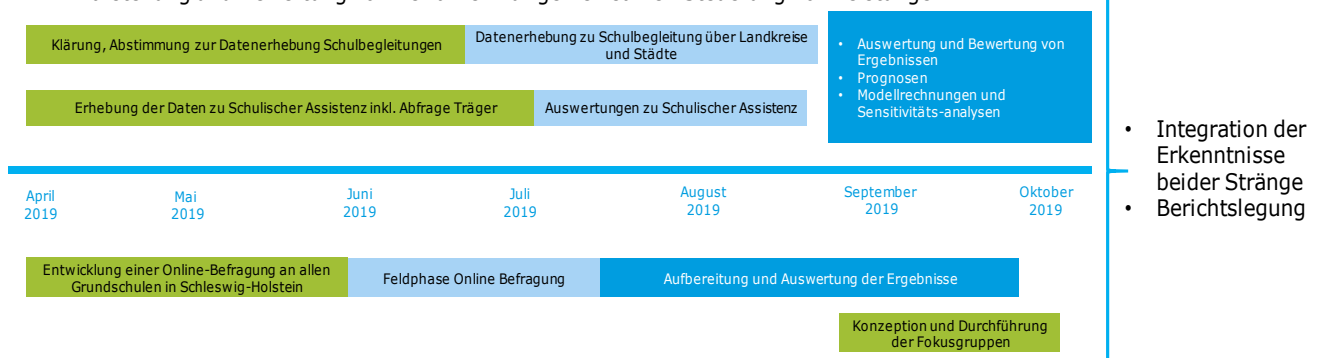 Klärung, Abstimmung zur Datenerhebung Schulbegleitungen
Datenerhebung zu Schulbegleitung über Landkreise
und Städte
• Auswertung und Bewertung von
Ergebnissen
• Prognosen
• Modellrechnungen und
Sensitivitäts-analysen
Erhebung der Daten zu Schulischer Assistenz inkl. Abfrage Träger
Auswertungen zu Schulischer Assistenz
• Integration der
Erkenntnisse
beider Stränge
• Berichtslegung
April
2019
Mai
2019
Juni
2019
Juli
2019
August
2019
September
2019
Oktober
2019
Entwicklung einer Online-Befragung an allen
Grundschulen in Schleswig-Holstein
Feldphase Online Befragung
Aufbereitung und Auswertung der Ergebnisse
Konzeption und Durchführung
der Fokusgruppen